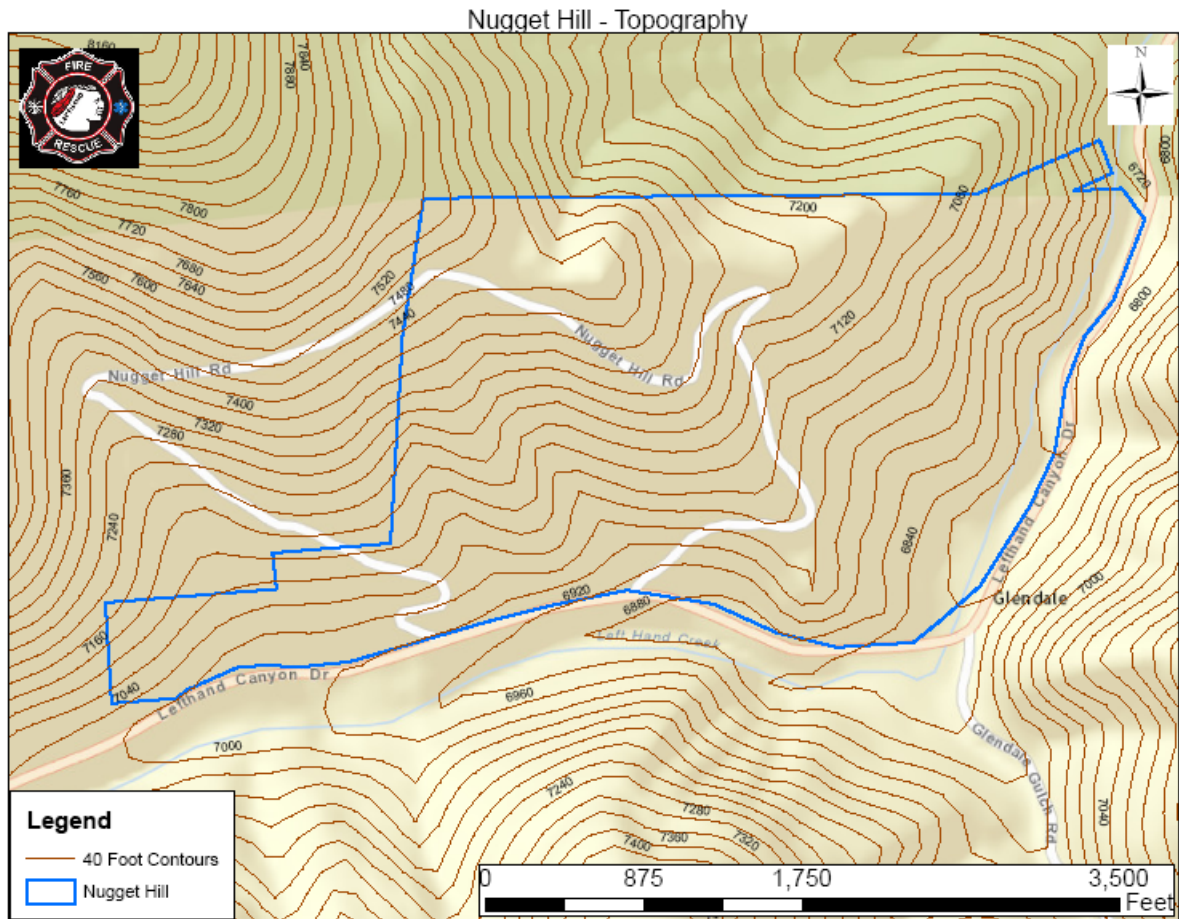 Nugget Hill - Topography
8160
7840
7880
FIRE
LEFTHAND
RESCUE
N
6800
6720
7760
7800
7720
7200
7080
7680
7560
7600
7640
7520
7480
7440
6800
7120
Nugget Hill Rd
Nugget Hill Rd
7400
7320
7280
7360
7240
6840
Lefthand Canyon Dr
7000
6920
6880
Glendale
7160
Left Hand Creek
7040
Lefthand Canyon Dr
6960
7000
Glendale Gulch Rd
7240
7280
7320
7360
7400
7040
Legend
40 Foot Contours
Nugget Hill
0 875 1,750 3,500
Feet